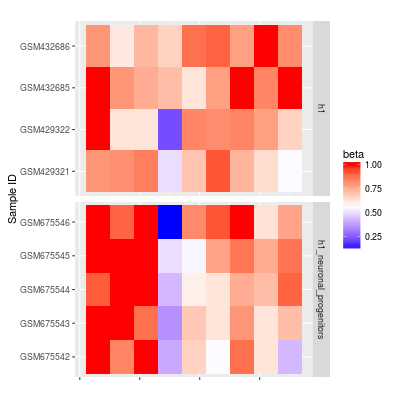 GSM432686
GSM432685
GSM429322
GSM429321
h1
GSM675546
GSM675545
GSM675544
GSM675543
GSM675542
h1_neuronal_progenitors
Sample ID
beta
1.00
0.75
0.50
0.25